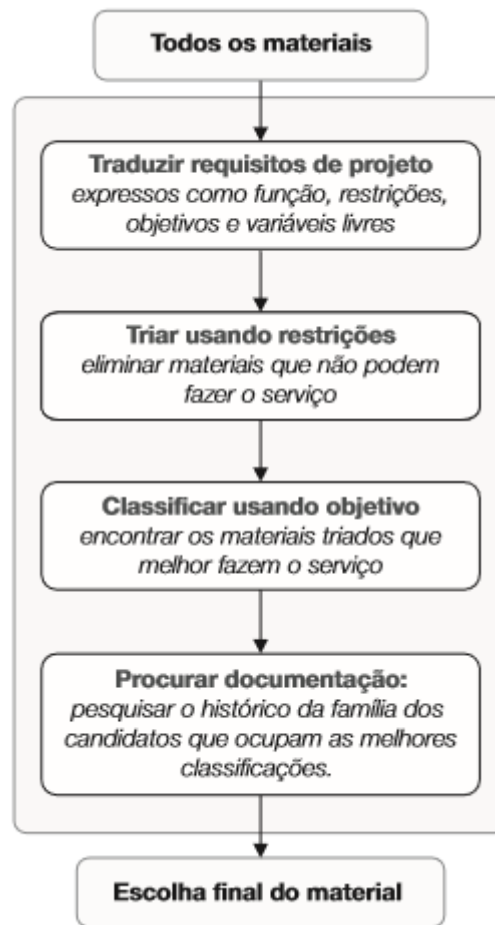 Todos os materiais
Traduzir requisitos de projeto
expressos como função, restrições,
objetivos e variáveis livres
Triar usando restrições
eliminar materiais que não podem
fazer o serviço
Classificar usando objetivo
encontrar os materiais triados que
melhor fazem o serviço
Procurar documentação:
pesquisar o histórico da família dos
candidatos que ocupam as melhores
classificações.
Escolha final do material